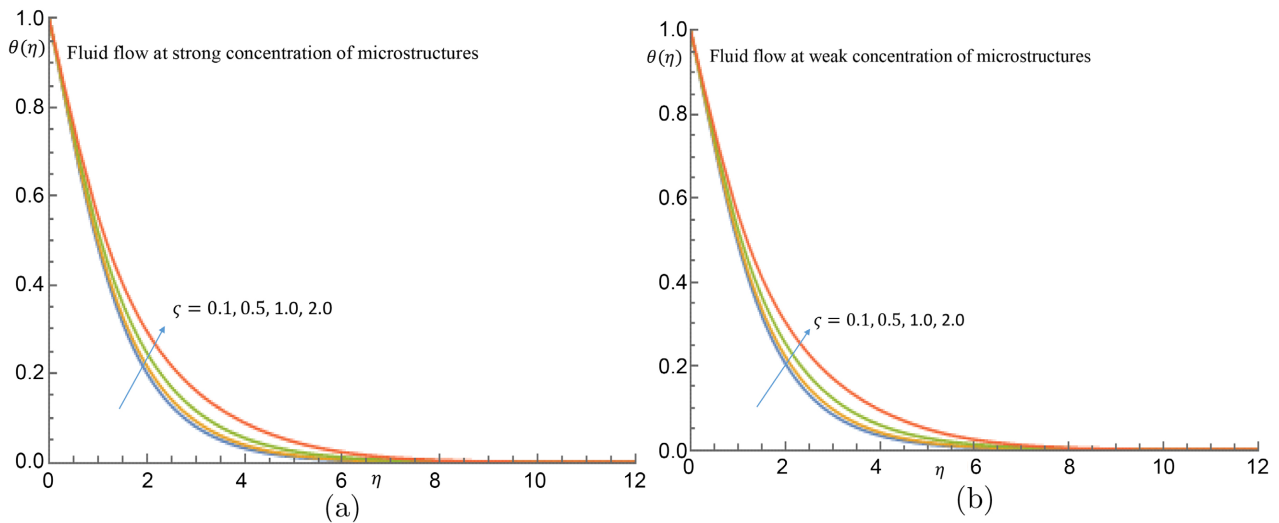 1.0
θ(η)
Fluid flow at strong concentration of microstructures
0.8
0.6
0.4
ς = 0.1, 0.5, 1.0, 2.0
0.2
0.0
0 2 4 6 η 8 10 12
(a)
1.0
θ(η)
Fluid flow at weak concentration of microstructures
0.8
0.6
0.4
ς = 0.1, 0.5, 1.0, 2.0
0.2
0.0
0 2 4 η 6 8 10 12
(b)